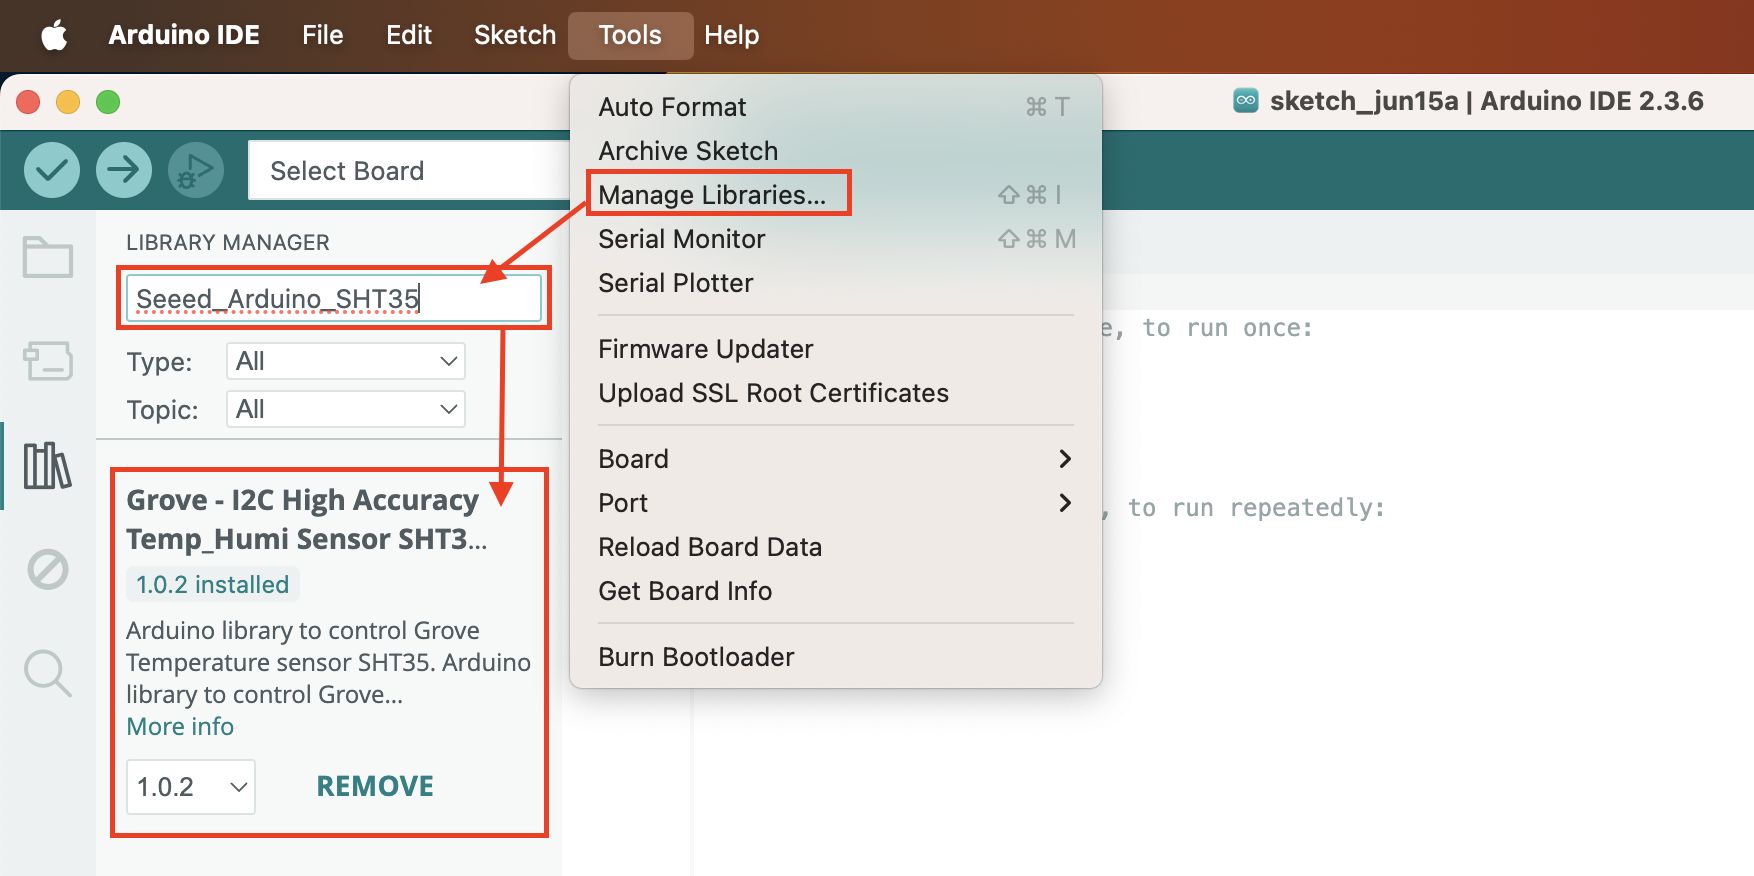 Arduino IDE File Edit Sketch Tools Help
sketch_jun15a | Arduino IDE 2.3.6
Select Board
LIBRARY MANAGER
Seeed_Arduino_SHT35
Type: All
Topic: All
Grove - I2C High Accuracy
Temp_Humi Sensor SHT3...
1.0.2 installed
Arduino library to control Grove
Temperature sensor SHT35. Arduino
library to control Grove...
More info
1.0.2 REMOVE
Auto Format ⌘ T
Archive Sketch
Manage Libraries... ⇧ ⌘ I
Serial Monitor ⇧ ⌘ M
Serial Plotter
Firmware Updater
Upload SSL Root Certificates
Board
Port
Reload Board Data
Get Board Info
Burn Bootloader
e, to run once:
, to run repeatedly: